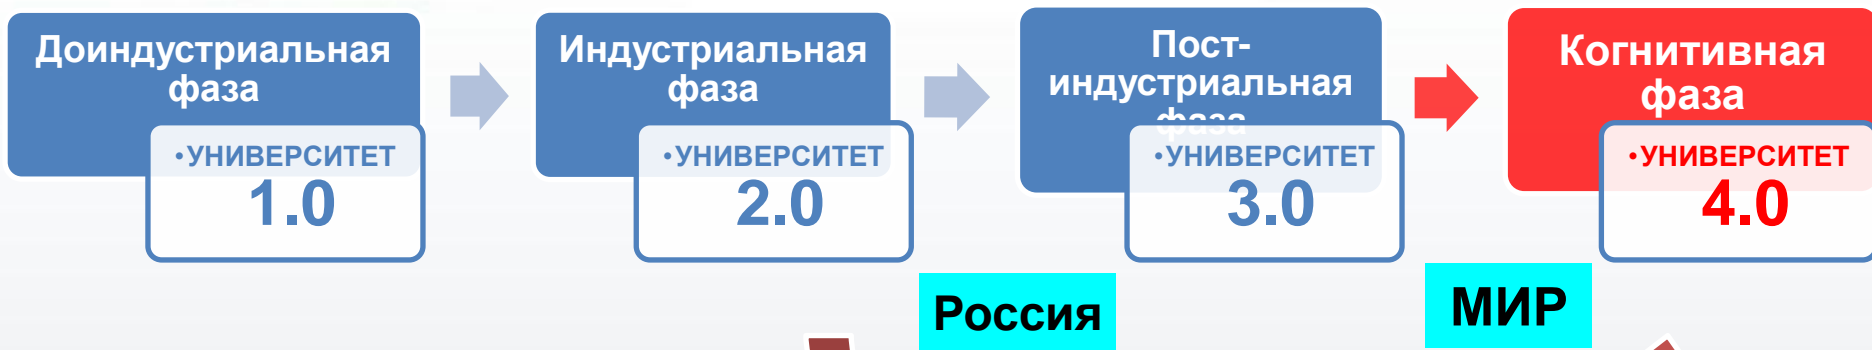 Доиндустриальная
фаза
•УНИВЕРСИТЕТ
1.0
Индустриальная
фаза
•УНИВЕРСИТЕТ
2.0
Пост-
индустриальная
фаза
•УНИВЕРСИТЕТ
3.0
Когнитивная
фаза
•УНИВЕРСИТЕТ
4.0
Россия
МИР